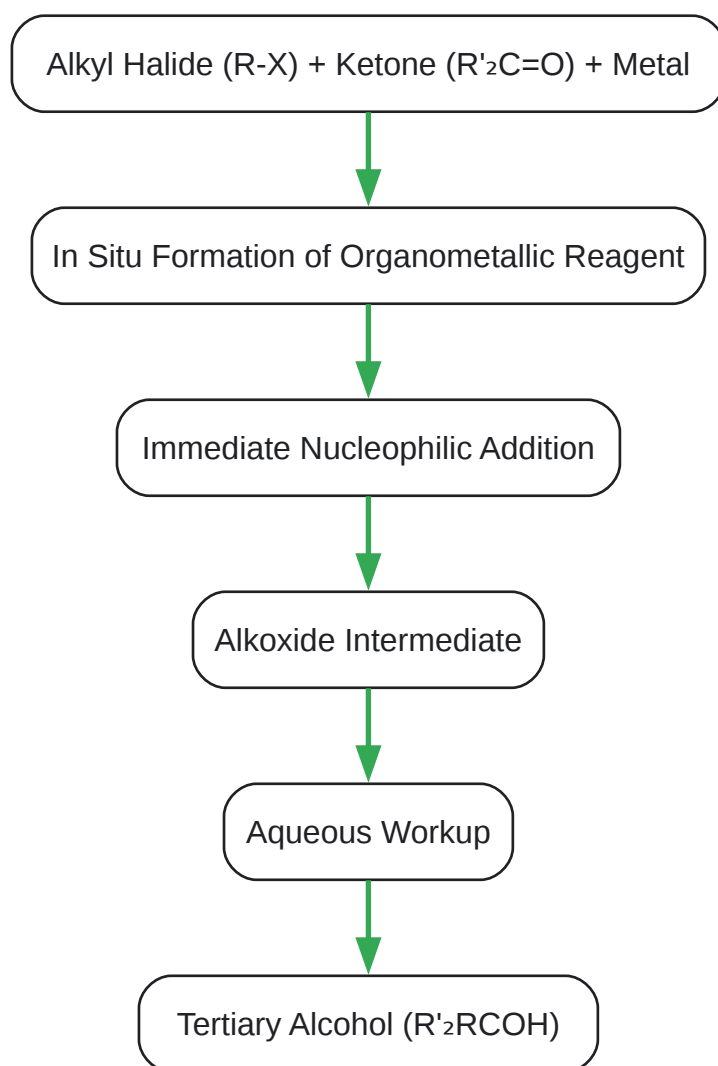 Alkyl Halide (R-X) + Ketone (R'₂C=O) + Metal
In Situ Formation of Organometallic Reagent
Immediate Nucleophilic Addition
Alkoxide Intermediate
Aqueous Workup
Tertiary Alcohol (R'₂RCOH)